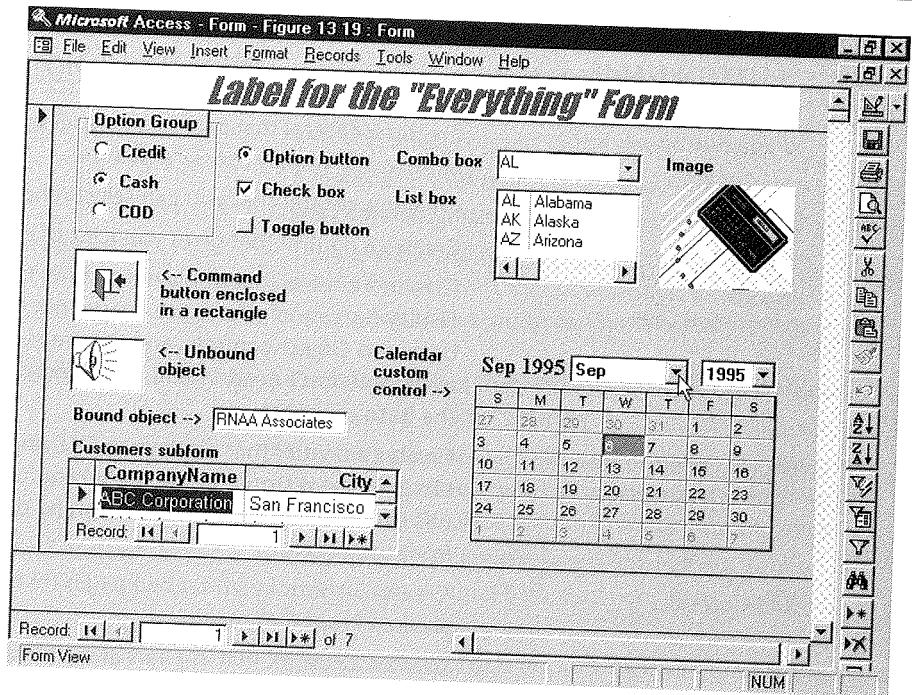 Microsoft Access - Form - Figure 13 19 : Form
File Edit View Insert Format Records Tools Window Help
Label for the "Everything" Form
Option Group
Credit
Cash
COD
Option button
Check box
Toggle button
Combo box AL
List box
AL Alabama
AK Alaska
AZ Arizona
Image
<-- Command
button enclosed
in a rectangle
<-- Unbound
object
Bound object --> RNAA Associates
Calendar
custom
control -->
Sep 1995 Sep 1995
S M T W T F S
27 28 29 30 31 1 2
3 4 5 6 7 8 9
10 11 12 13 14 15 16
17 18 19 20 21 22 23
24 25 26 27 28 29 30
1 2 3 4 5 6 7
Customers subform
CompanyName City
ABC Corporation San Francisco
Record: 1
Record: 1 of 7
Form View
NUM
ABC
A
Z
Z
A